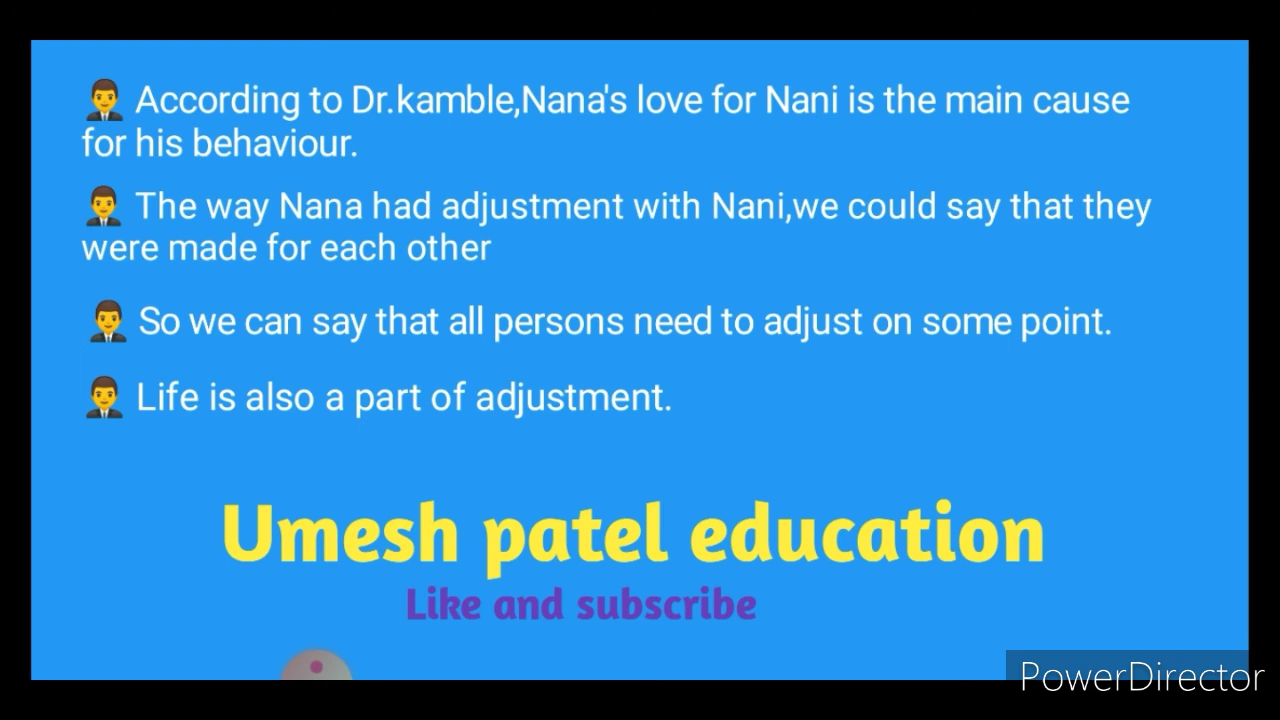 🤵‍♂️ According to Dr.kamble,Nana's love for Nani is the main cause
for his behaviour.
🤵‍♂️ The way Nana had adjustment with Nani,we could say that they
were made for each other
🤵‍♂️ So we can say that all persons need to adjust on some point.
🤵‍♂️ Life is also a part of adjustment.
Umesh patel education
Like and subscribe
PowerDirector